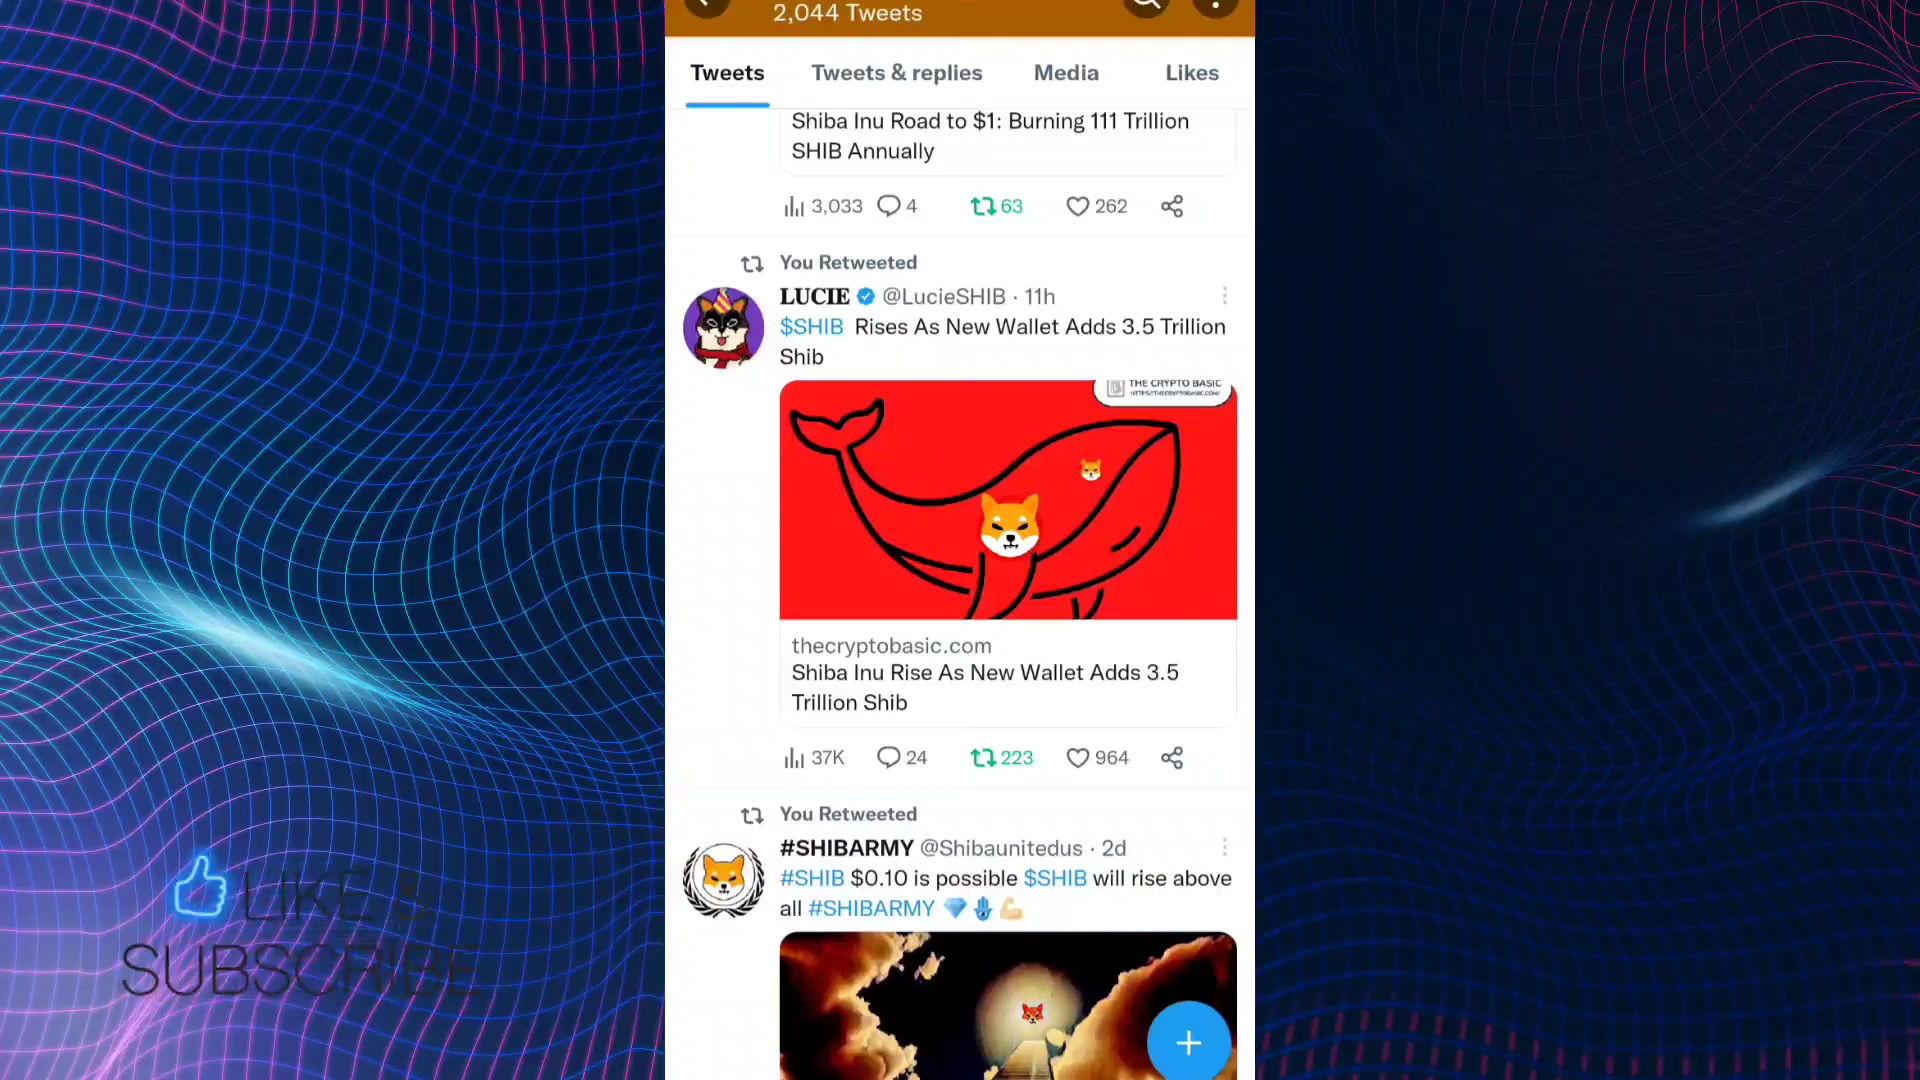 2,044 Tweets
Tweets Tweets & replies Media Likes
Shiba Inu Road to $1: Burning 111 Trillion
SHIB Annually
3,033 4 63 262
You Retweeted
LUCIE @LucieSHIB · 11h
$SHIB Rises As New Wallet Adds 3.5 Trillion
Shib
THE CRYPTO BASIC
HTTPS://THECRYPTOBASIC.COM/
thecryptobasic.com
Shiba Inu Rise As New Wallet Adds 3.5
Trillion Shib
37K 24 223 964
You Retweeted
#SHIBARMY @Shibaunitedus · 2d
#SHIB $0.10 is possible $SHIB will rise above
all #SHIBARMY 💎🪬💪🏻
LIKE &
SUBSCRIBE